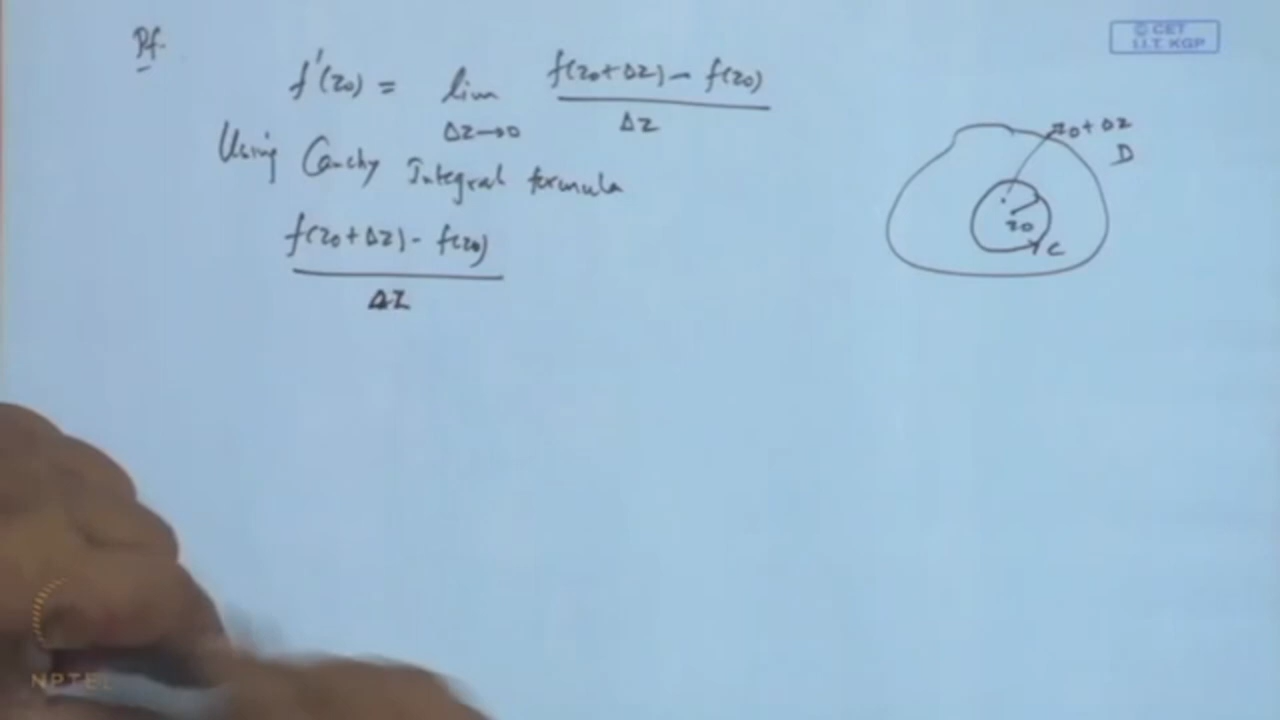 Pf.
© CET
I.I.T. KGP
f'(z0) = lim Δz→0 f(z0+Δz) - f(z0)
Δz
Using Cauchy Integral formula
f(z0+Δz) - f(z0)
Δz
z0+Δz
D
z0
C
NPTEL